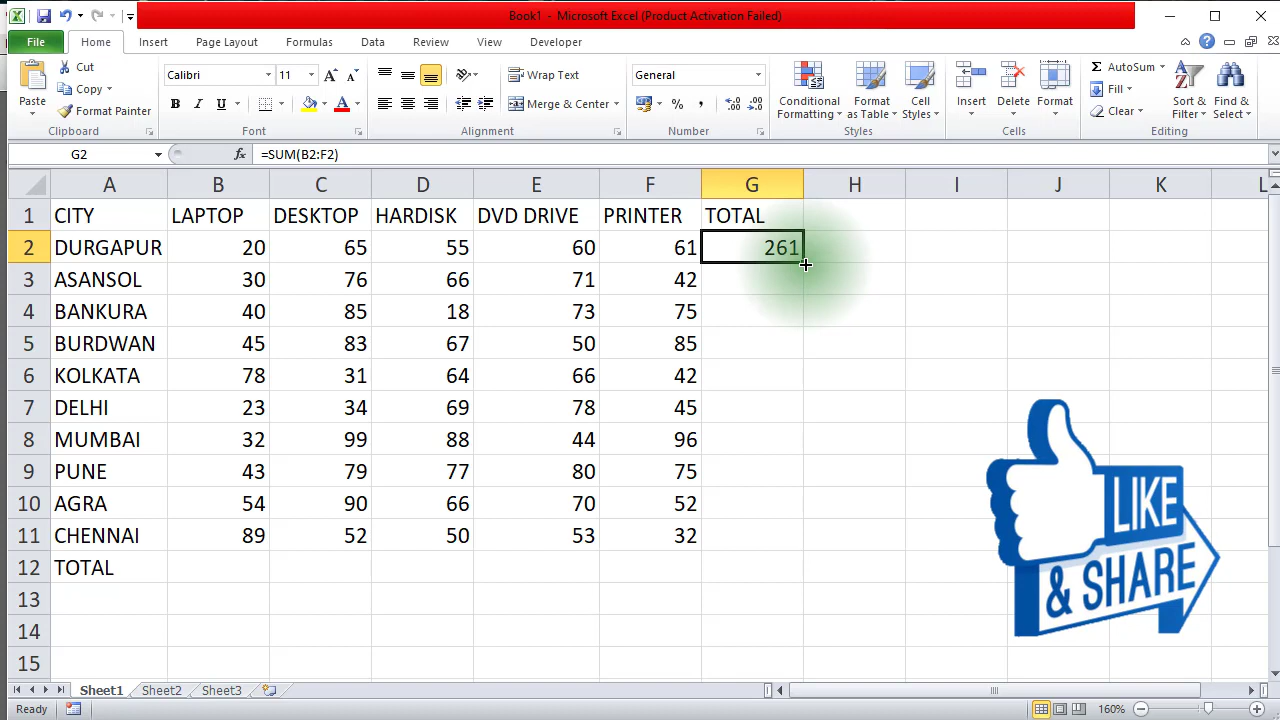 Book1 - Microsoft Excel (Product Activation Failed)
File Home Insert Page Layout Formulas Data Review View Developer
Paste
Cut
Copy
Format Painter
Clipboard
Calibri 11
B I U A
Font
Wrap Text
Merge & Center
Alignment
General
% ,
Number
Conditional Formatting
Format as Table
Cell Styles
Styles
Insert
Delete
Format
Cells
Σ AutoSum
Fill
Clear
Sort & Filter
Find & Select
Editing
G2 fx =SUM(B2:F2)
A B C D E F G H I J K L
1 CITY LAPTOP DESKTOP HARDISK DVD DRIVE PRINTER TOTAL
2 DURGAPUR 20 65 55 60 61 261
3 ASANSOL 30 76 66 71 42
4 BANKURA 40 85 18 73 75
5 BURDWAN 45 83 67 50 85
6 KOLKATA 78 31 64 66 42
7 DELHI 23 34 69 78 45
8 MUMBAI 32 99 88 44 96
9 PUNE 43 79 77 80 75
10 AGRA 54 90 66 70 52
11 CHENNAI 89 52 50 53 32
12 TOTAL
13
14
15
LIKE
& SHARE
Sheet1 Sheet2 Sheet3
Ready 160%